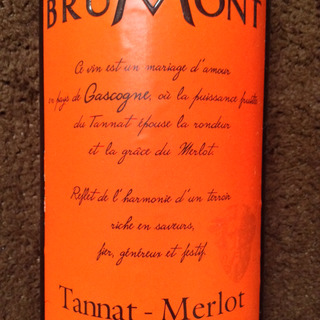 BRUMONT
Ce vin est un mariage d'amour
en pays de Gascogne, où la puissance fruitée
du Tannat épouse la rondeur
et la grâce du Merlot.
Reflet de l'harmonie d'un terroir
riche en saveurs,
fier, généreux et festif.
Tannat - Merlot